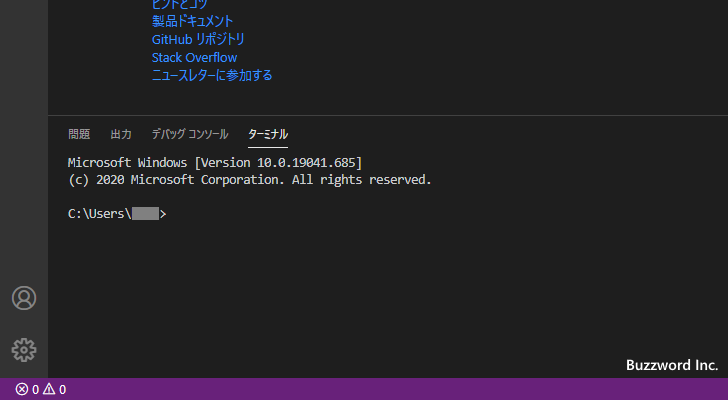 ヒントとコツ
製品ドキュメント
GitHub リポジトリ
Stack Overflow
ニュースレターに参加する
問題 出力 デバッグ コンソール ターミナル
Microsoft Windows [Version 10.0.19041.685]
(c) 2020 Microsoft Corporation. All rights reserved.
C:\Users\ >
Buzzword Inc.
0 0